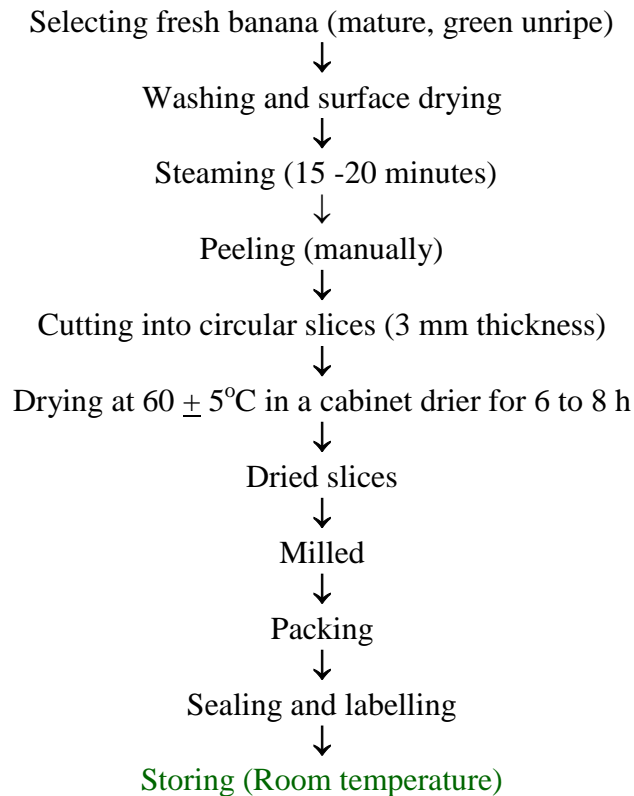 Selecting fresh banana (mature, green unripe)
↓
Washing and surface drying
↓
Steaming (15 -20 minutes)
↓
Peeling (manually)
↓
Cutting into circular slices (3 mm thickness)
↓
Drying at 60 ± 5°C in a cabinet drier for 6 to 8 h
↓
Dried slices
↓
Milled
↓
Packing
↓
Sealing and labelling
↓
Storing (Room temperature)